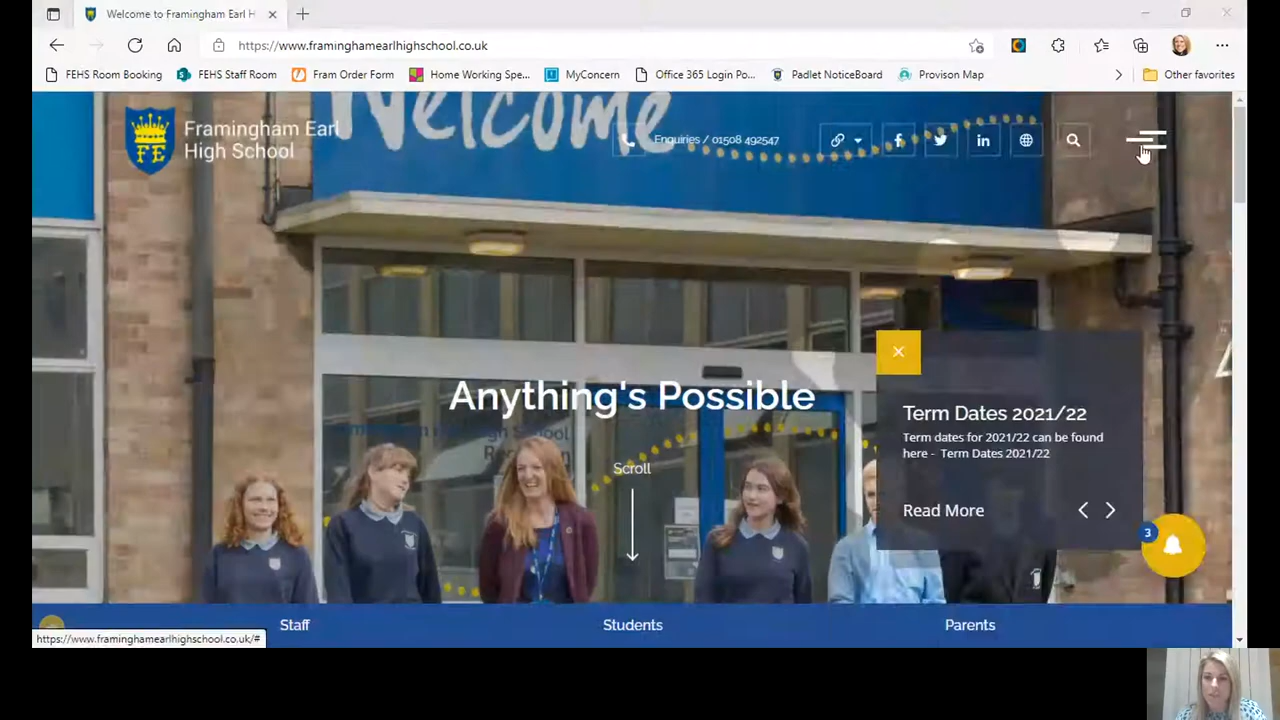 Welcome to Framingham Earl H
https://www.framinghamearlhighschool.co.uk
FEHS Room Booking
FEHS Staff Room
Fram Order Form
Home Working Spe...
MyConcern
Office 365 Login Po...
Padlet NoticeBoard
Provison Map
Other favorites
Welcome
Framingham Earl
High School
FE
Enquiries / 01508 492547
Anything's Possible
Scroll
Term Dates 2021/22
Term dates for 2021/22 can be found
here - Term Dates 2021/22
Read More
3
Staff
Students
Parents
https://www.framinghamearlhighschool.co.uk/#